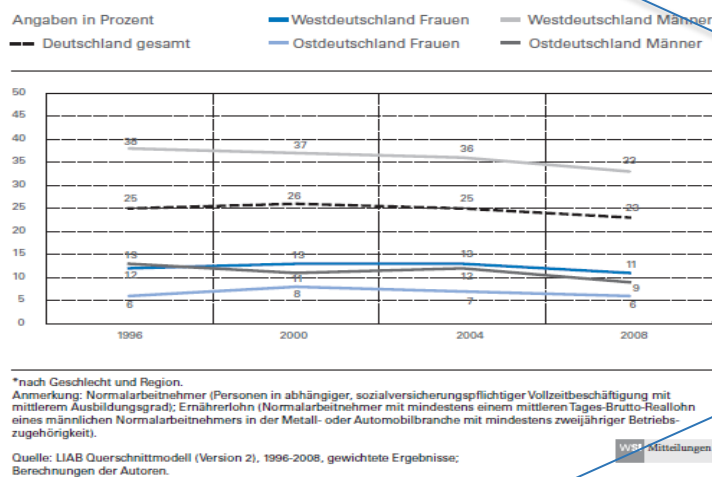 Angaben in Prozent
Westdeutschland Frauen
Westdeutschland Männer
Deutschland gesamt
Ostdeutschland Frauen
Ostdeutschland Männer
50
45
40
35
30
25
20
15
10
5
0
38 37 36 33
25 26 25 23
13 13 13 11
12 11 12 9
6 8 7 6
1996 2000 2004 2008
*nach Geschlecht und Region.
Anmerkung: Normalarbeitnehmer (Personen in abhängiger, sozialversicherungspflichtiger Vollzeitbeschäftigung mit
mittlerem Ausbildungsgrad); Ernährerlohn (Normalarbeitnehmer mit mindestens einem mittleren Tages-Brutto-Reallohn
eines männlichen Normalarbeitnehmers in der Metall- oder Automobilbranche mit mindestens zweijähriger Betriebs-
zugehörigkeit).
Quelle: LIAB Querschnittmodell (Version 2), 1996-2008, gewichtete Ergebnisse;
Berechnungen der Autoren.
WSI Mitteilungen